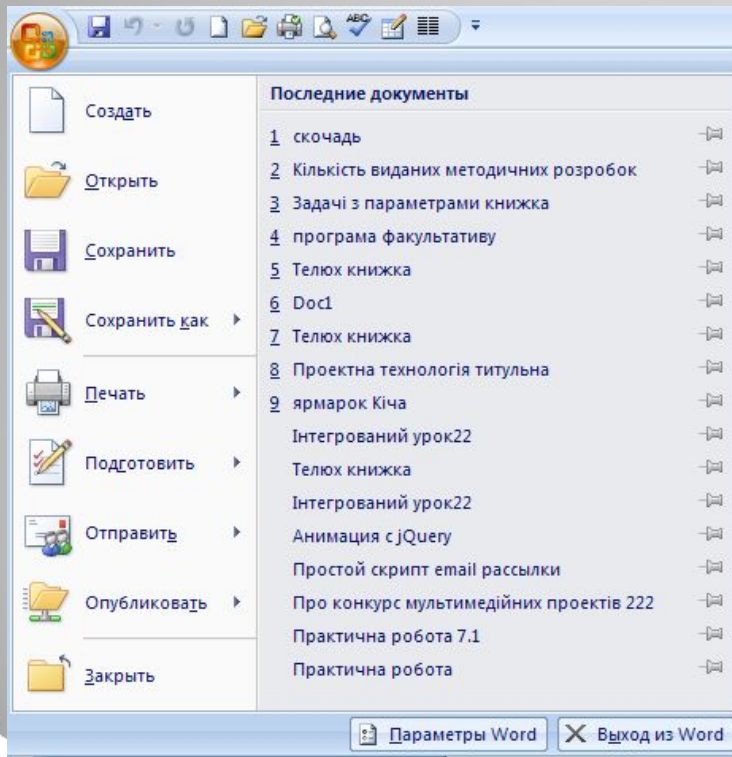 ABC
Создать
Открыть
Сохранить
Сохранить как
Печать
Подготовить
Отправить
Опубликовать
Закрыть
Последние документы
1 скочадь
2 Кількість виданих методичних розробок
3 Задачі з параметрами книжка
4 програма факультативу
5 Телюх книжка
6 Doc1
7 Телюх книжка
8 Проектна технологія титульна
9 ярмарок Кіча
Інтегрований урок22
Телюх книжка
Інтегрований урок22
Анимация с jQuery
Простой скрипт email рассылки
Про конкурс мультимедійних проектів 222
Практична робота 7.1
Практична робота
Параметры Word
Выход из Word